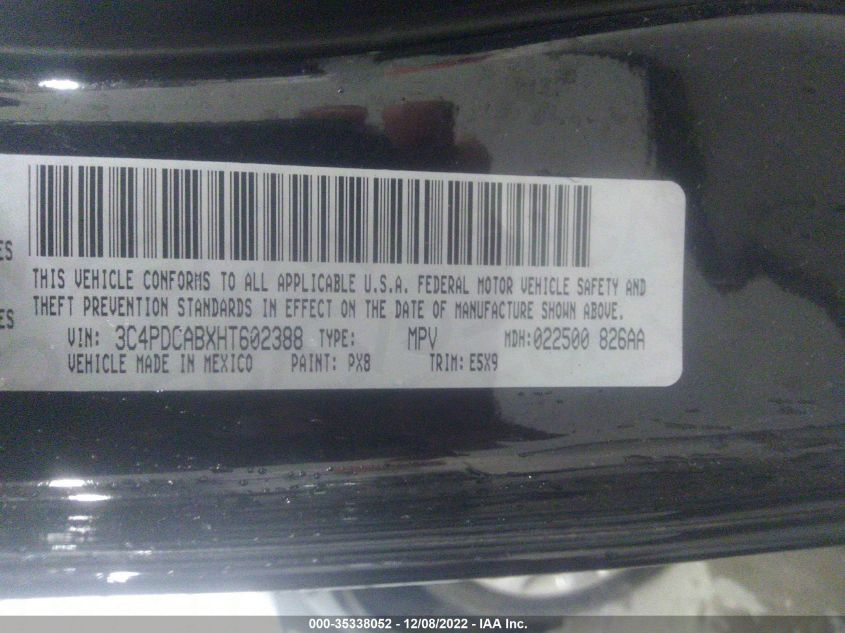 THIS VEHICLE CONFORMS TO ALL APPLICABLE U.S.A. FEDERAL MOTOR VEHICLE SAFETY AND
ES
THEFT PREVENTION STANDARDS IN EFFECT ON THE DATE OF MANUFACTURE SHOWN ABOVE.
ES
VIN: 3C4PDCABXHT602388 TYPE: MPV MDH:022500 826AA
VEHICLE MADE IN MEXICO PAINT: PX8 TRIM: E5X9
000-35338052 - 12/08/2022 - IAA Inc.